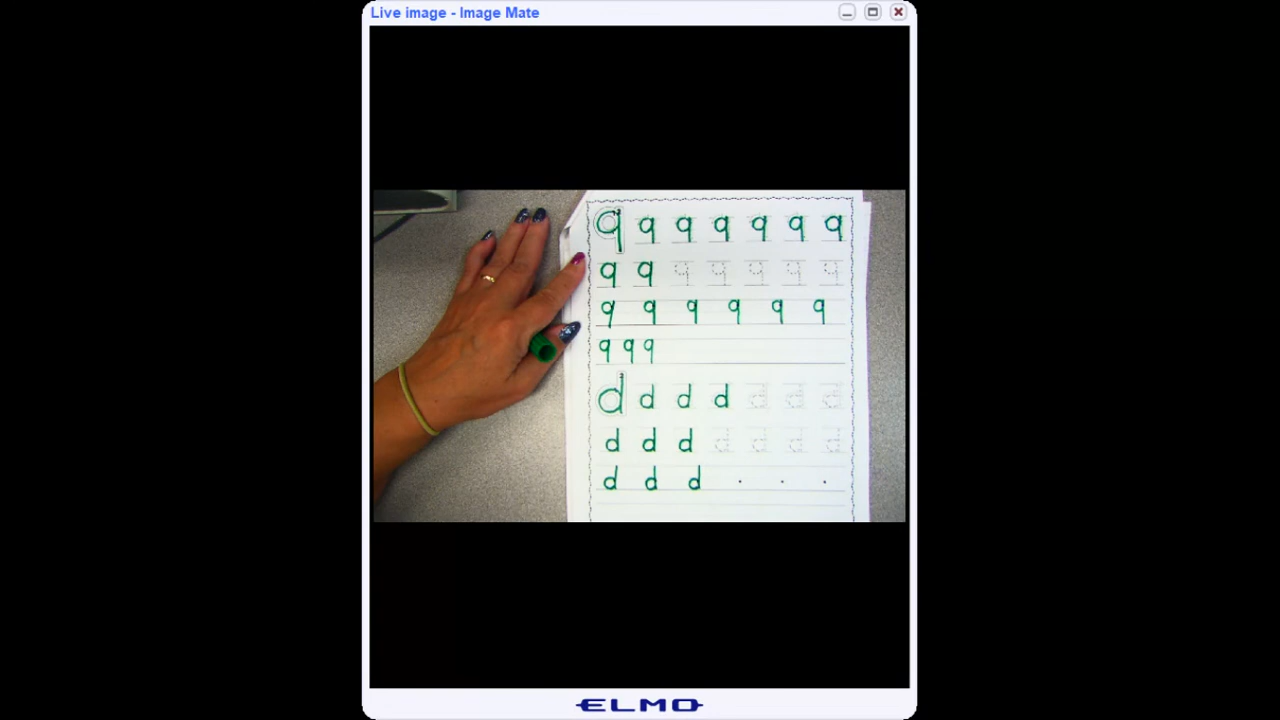 Live image - Image Mate
q q q q q q q
q q q q q q q
q q q q q q
q q q
d d d d d d d
d d d d d d d
d d d
ELMO